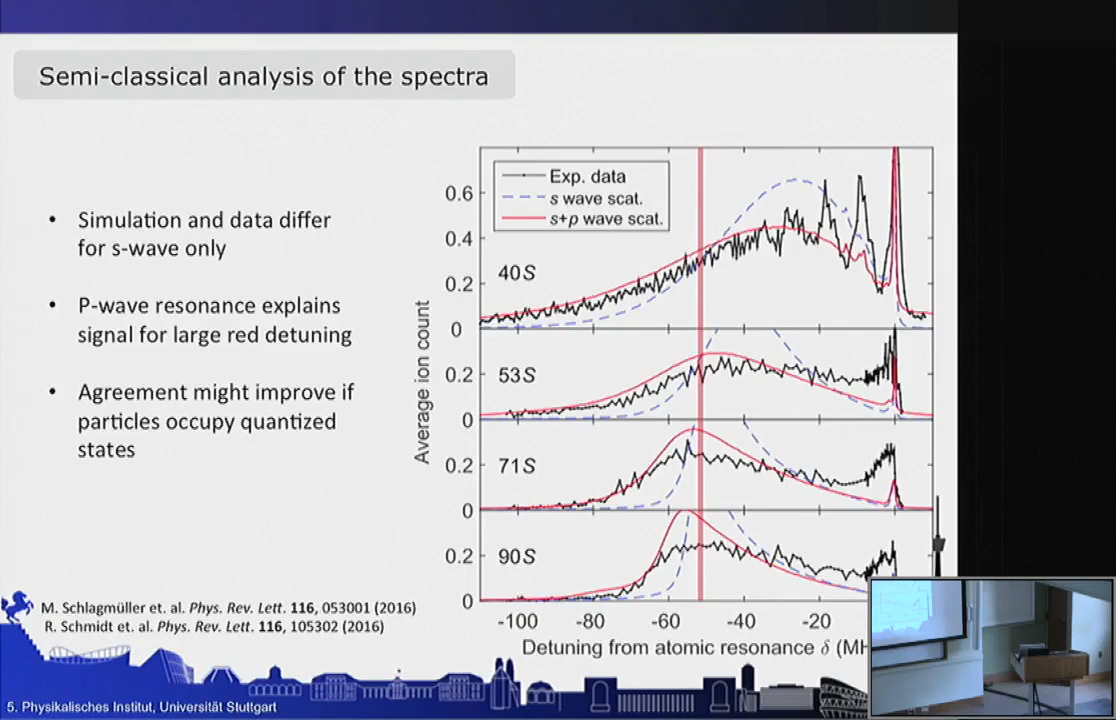 Semi-classical analysis of the spectra
• Simulation and data differ
for s-wave only
• P-wave resonance explains
signal for large red detuning
• Agreement might improve if
particles occupy quantized
states
Exp. data
s wave scat.
s+p wave scat.
0.6
0.4
0.2
0
40S
0.2
0
53S
0.2
0
71S
0.2
0
90S
Average ion count
-100 -80 -60 -40 -20
Detuning from atomic resonance δ (MH
M. Schlagmüller et. al. Phys. Rev. Lett. 116, 053001 (2016)
R. Schmidt et. al. Phys. Rev. Lett. 116, 105302 (2016)
5. Physikalisches Institut, Universität Stuttgart